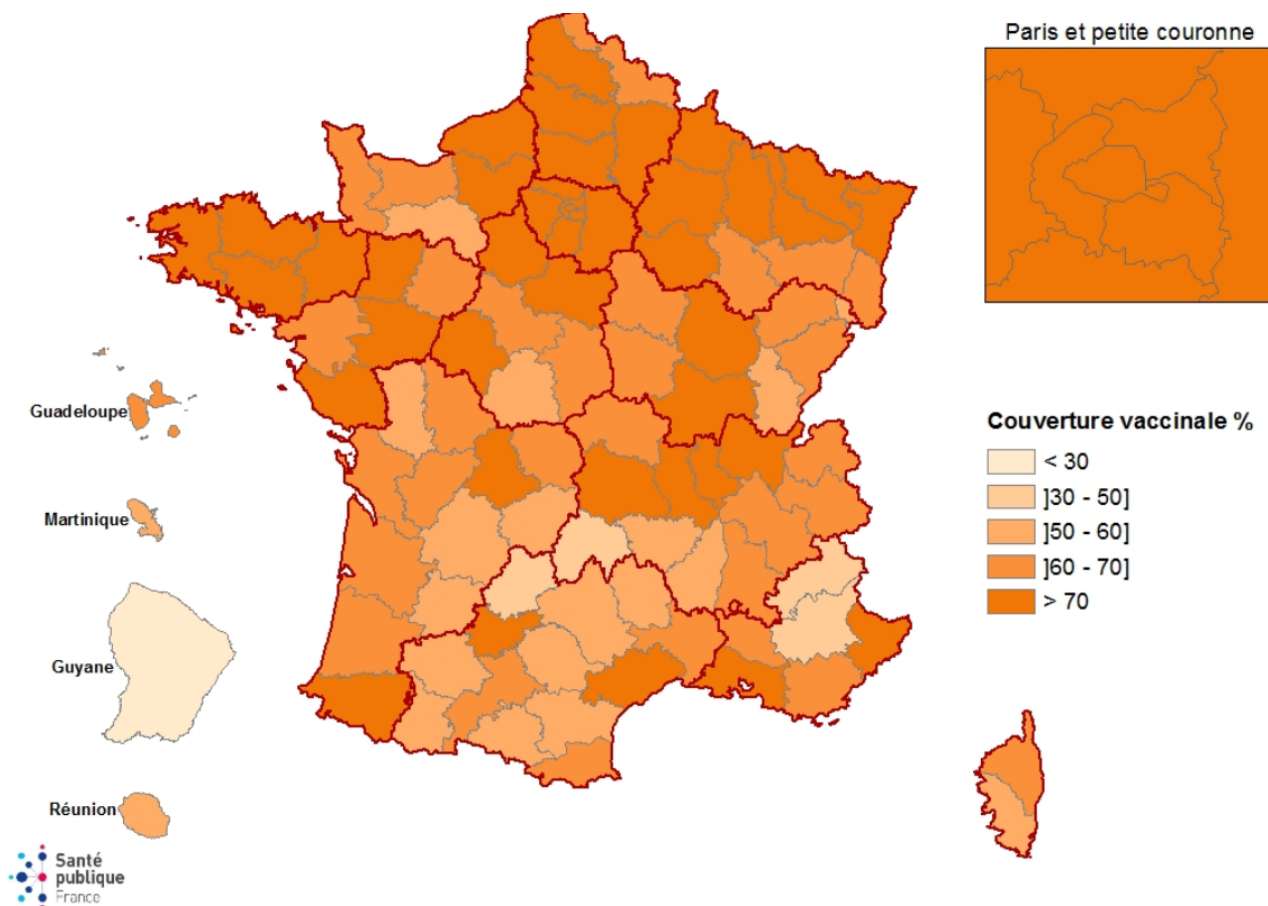 Paris et petite couronne
Guadeloupe
Martinique
Guyane
Réunion
Couverture vaccinale %
< 30
]30 - 50]
]50 - 60]
]60 - 70]
> 70
Santé
publique
France